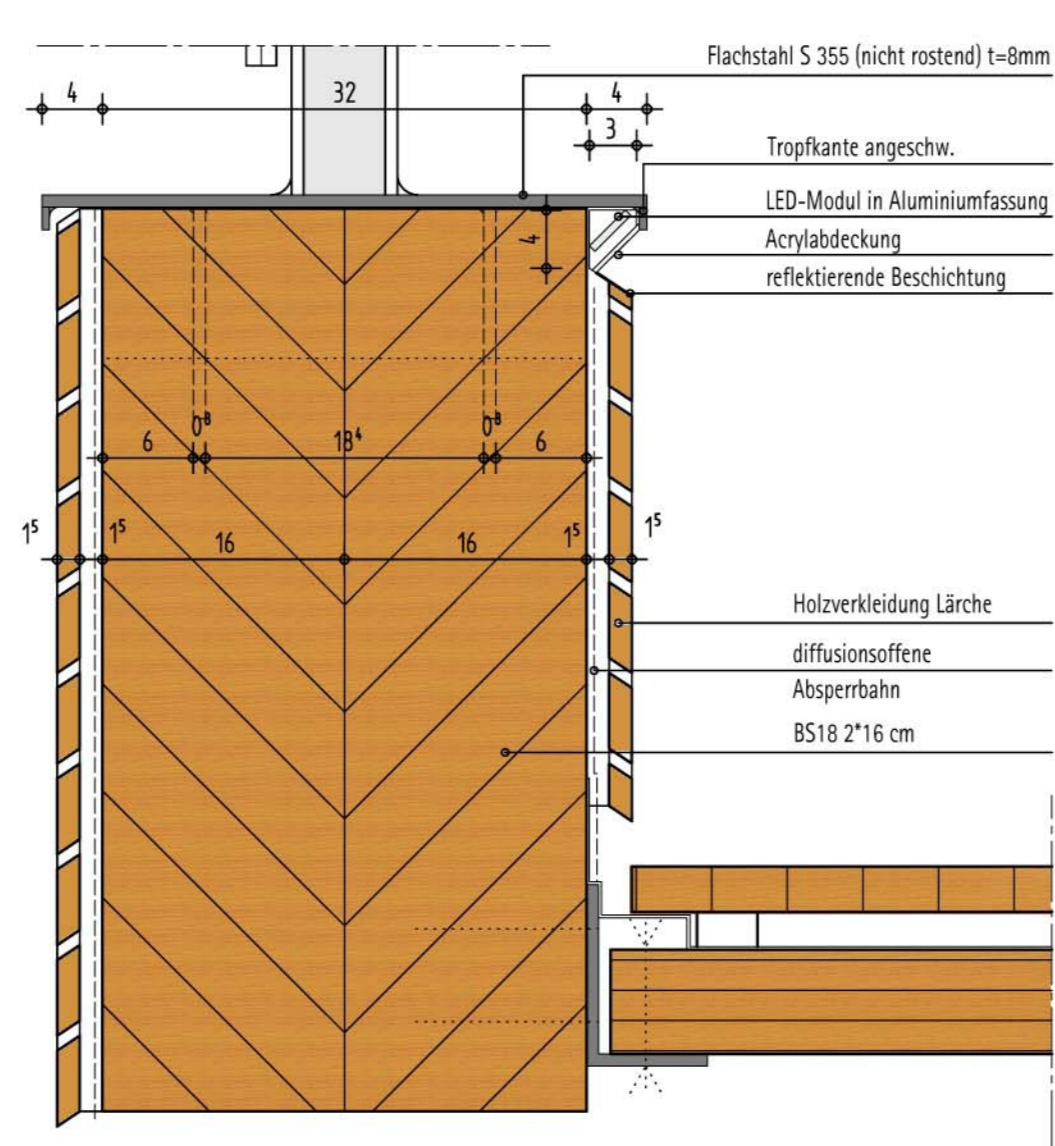 Flachstahl S 355 (nicht rostend) t=8mm
4 32 4
3
Tropfkante angeschw.
LED-Modul in Aluminiumfassung
4
Acrylabdeckung
reflektierende Beschichtung
6 0⁸ 18⁴ 0⁸ 6
1⁵ 1⁵ 16 16 1⁵ 1⁵
Holzverkleidung Lärche
diffusionsoffene
Absperrbahn
BS18 2*16 cm